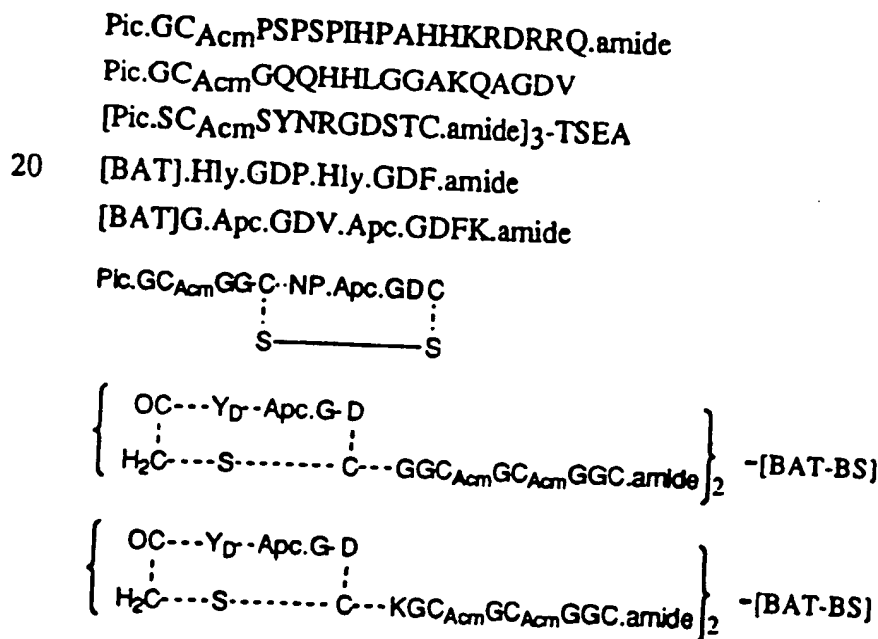 Pic.GCAcmPSPSPIHPAHHKRDRRQ.amide
Pic.GCAcmGQQHHLGGAKQAGDV
[Pic.SCAcmSYNRGDSTC.amide]3-TSEA
20 [BAT].Hly.GDP.Hly.GDF.amide
[BAT]G.Apc.GDV.Apc.GDFK.amide
Pic.GCAcmGG-C--NP.Apc.GDC
S S
OC---YD--Apc.G-D
H2C----S---------C---GGCAcmGCAcmGGC.amide 2 -[BAT-BS]
OC---YD--Apc.G-D
H2C----S---------C---KGCAcmGCAcmGGC.amide 2 -[BAT-BS]